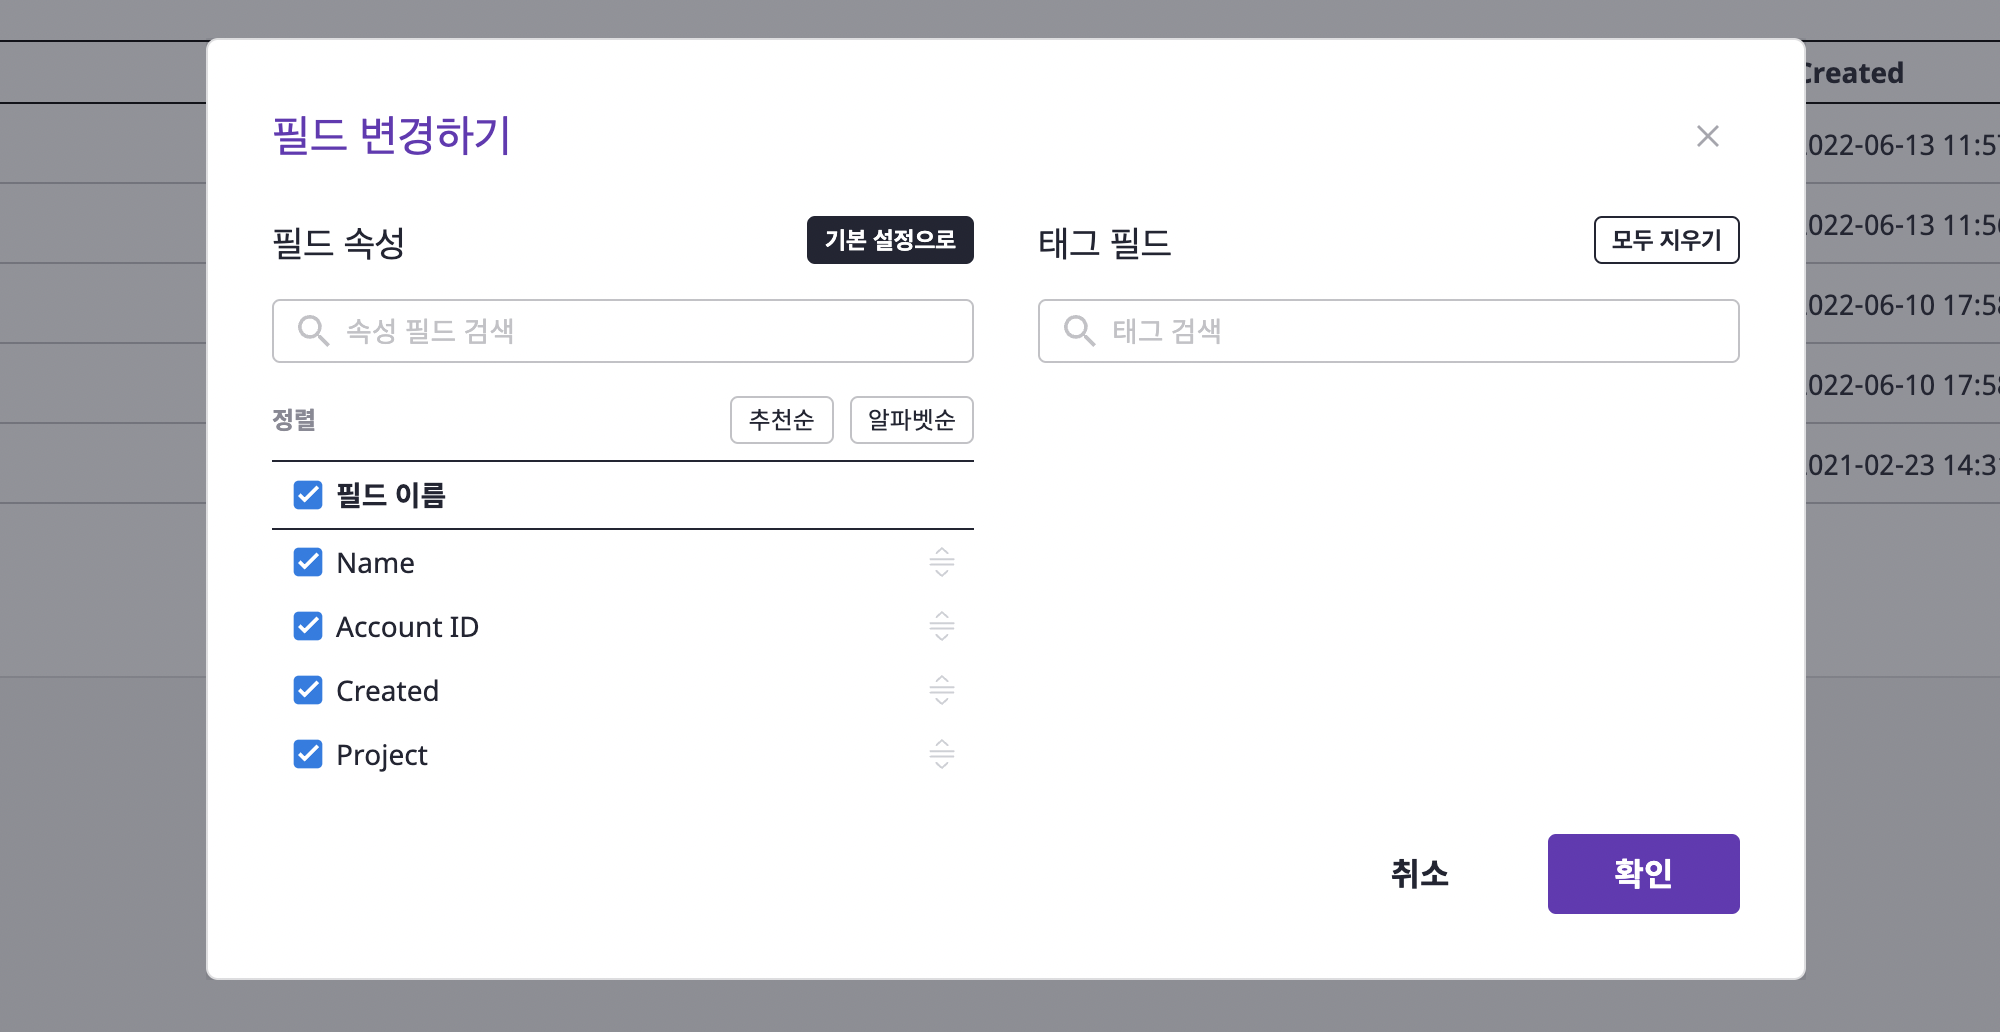 필드 변경하기
필드 속성
기본 설정으로
속성 필드 검색
정렬
추천순
알파벳순
필드 이름
Name
Account ID
Created
Project
태그 필드
모두 지우기
태그 검색
취소
확인
Created
022-06-13 11:5
022-06-13 11:5
022-06-10 17:5
022-06-10 17:5
021-02-23 14:3